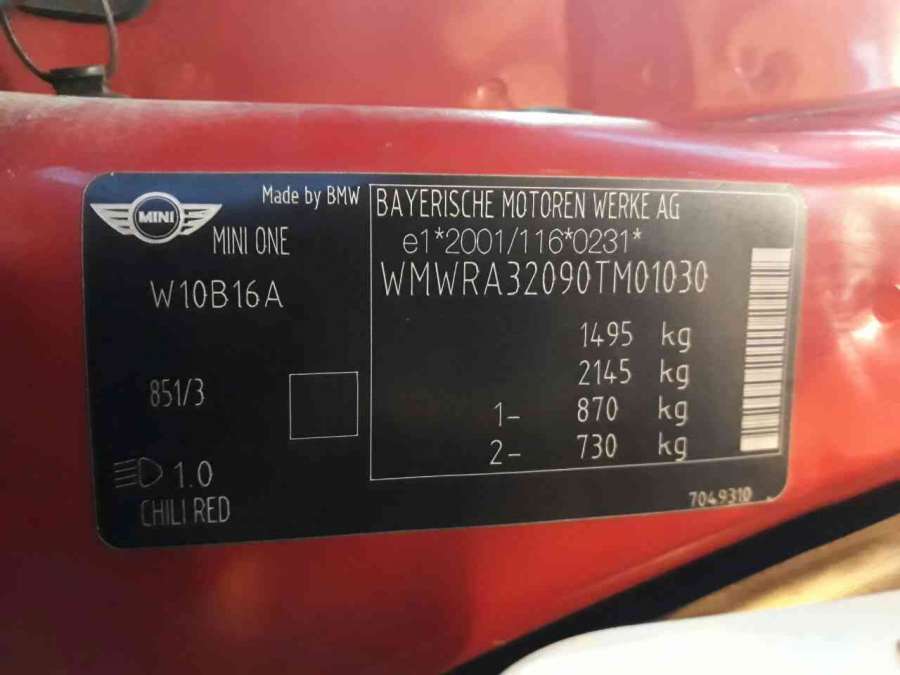 MINI
Made by BMW
MINI ONE
W10B16A
851/3
1.0
CHILI RED
BAYERISCHE MOTOREN WERKE AG
e1*2001/116*0231*
WMWRA32090TM01030
1495 kg
2145 kg
1- 870 kg
2- 730 kg
7049310